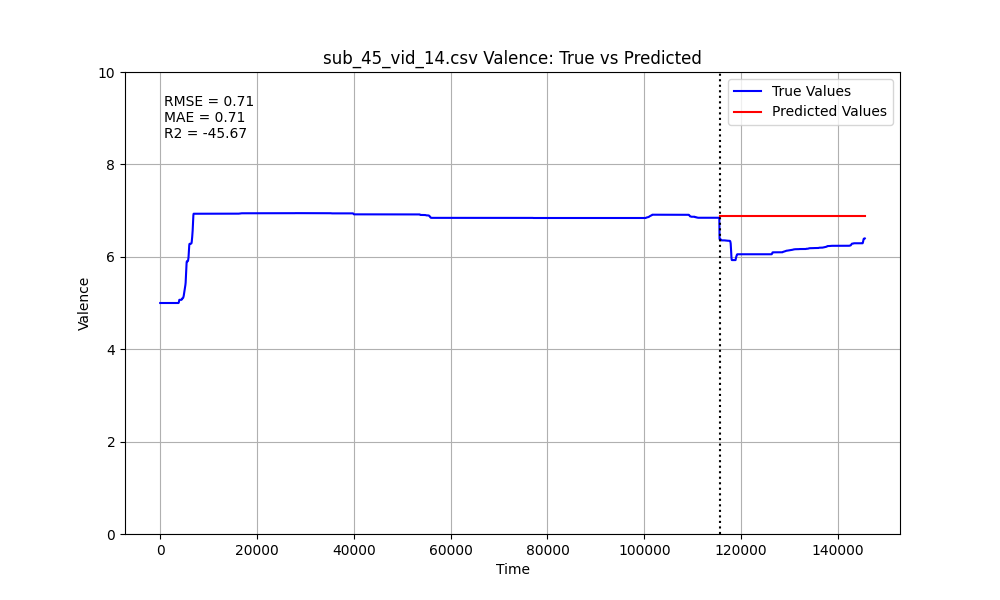 sub_45_vid_14.csv Valence: True vs Predicted
RMSE = 0.71
MAE = 0.71
R2 = -45.67
True Values
Predicted Values
Valence
10
8
6
4
2
0
0
20000
40000
60000
80000
100000
120000
140000
Time